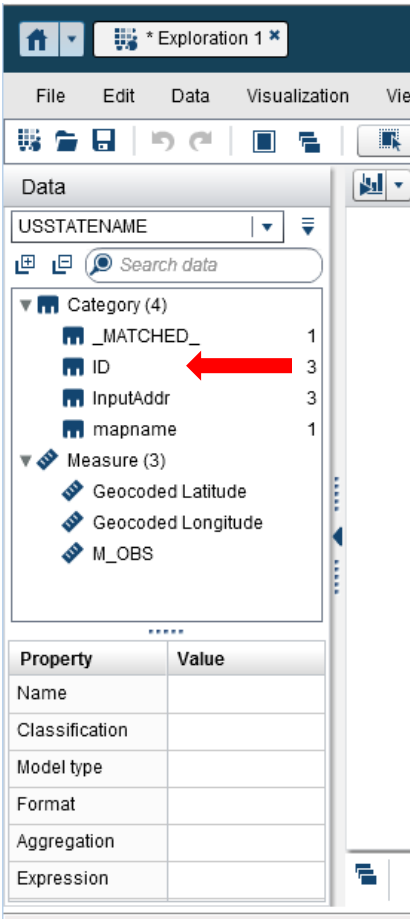 * Exploration 1 ×
File Edit Data Visualization
Data
USSTATENAME
Search data
Category (4)
_MATCHED_ 1
ID 3
InputAddr 3
mapname 1
Measure (3)
Geocoded Latitude
Geocoded Longitude
M_OBS
Property Value
Name
Classification
Model type
Format
Aggregation
Expression